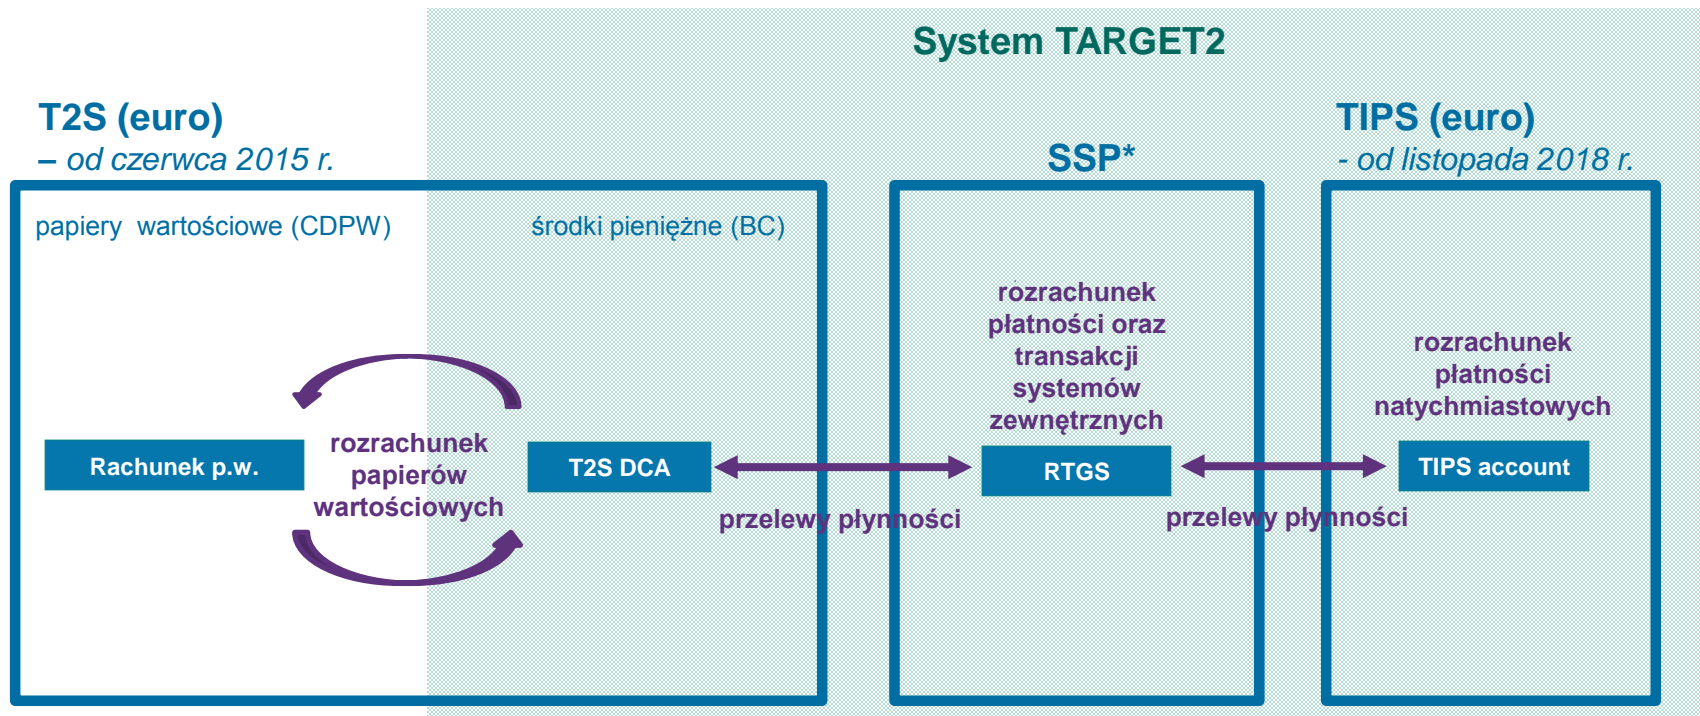 System TARGET2
T2S (euro)
– od czerwca 2015 r.
SSP*
TIPS (euro)
- od listopada 2018 r.
papiery wartościowe (CDPW)
środki pieniężne (BC)
rozrachunek
płatności oraz
transakcji
systemów
zewnętrznych
rozrachunek
płatności
natychmiastowych
Rachunek p.w.
rozrachunek
papierów
wartościowych
T2S DCA
RTGS
TIPS account
przelewy płynności
przelewy płynności